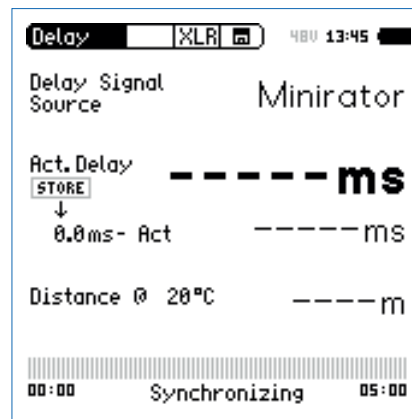 Delay XLR 48V 13:45
Delay Signal
Source Minirator
Act. Delay -----ms
STORE
0.0ms- Act -----ms
Distance @ 20°C ----m
00:00 Synchronizing 05:00